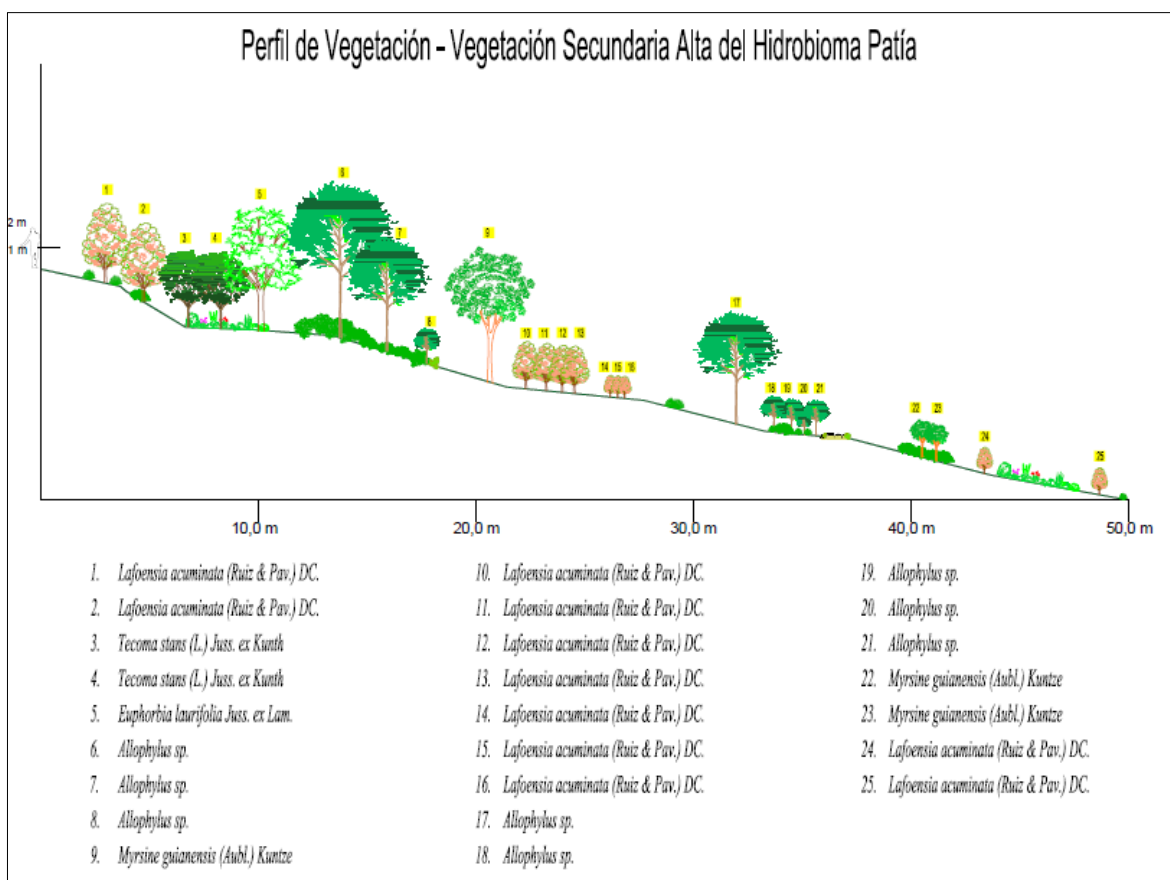 Perfil de Vegetación - Vegetación Secundaria Alta del Hidrobioma Patía
1
2
3
4
5
6
7
8
9
10 11 12 13
14 15 16
17
18 19 20 21
22 23
24
25
2 m
1 m
10,0 m 20,0 m 30,0 m 40,0 m 50,0 m
1. Lafoensia acuminata (Ruiz & Pav.) DC.
2. Lafoensia acuminata (Ruiz & Pav.) DC.
3. Tecoma stans (L.) Juss. ex Kunth
4. Tecoma stans (L.) Juss. ex Kunth
5. Euphorbia laurifolia Juss. ex Lam.
6. Allophylus sp.
7. Allophylus sp.
8. Allophylus sp.
9. Myrsine guianensis (Aubl.) Kuntze
10. Lafoensia acuminata (Ruiz & Pav.) DC.
11. Lafoensia acuminata (Ruiz & Pav.) DC.
12. Lafoensia acuminata (Ruiz & Pav.) DC.
13. Lafoensia acuminata (Ruiz & Pav.) DC.
14. Lafoensia acuminata (Ruiz & Pav.) DC.
15. Lafoensia acuminata (Ruiz & Pav.) DC.
16. Lafoensia acuminata (Ruiz & Pav.) DC.
17. Allophylus sp.
18. Allophylus sp.
19. Allophylus sp.
20. Allophylus sp.
21. Allophylus sp.
22. Myrsine guianensis (Aubl.) Kuntze
23. Myrsine guianensis (Aubl.) Kuntze
24. Lafoensia acuminata (Ruiz & Pav.) DC.
25. Lafoensia acuminata (Ruiz & Pav.) DC.